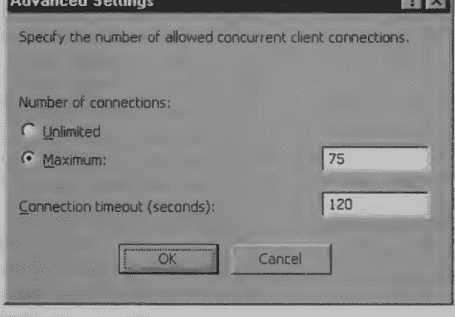 Advanced Settings
Specify the number of allowed concurrent client connections.
Number of connections:
Unlimited
Maximum: 75
Connection timeout (seconds): 120
OK Cancel